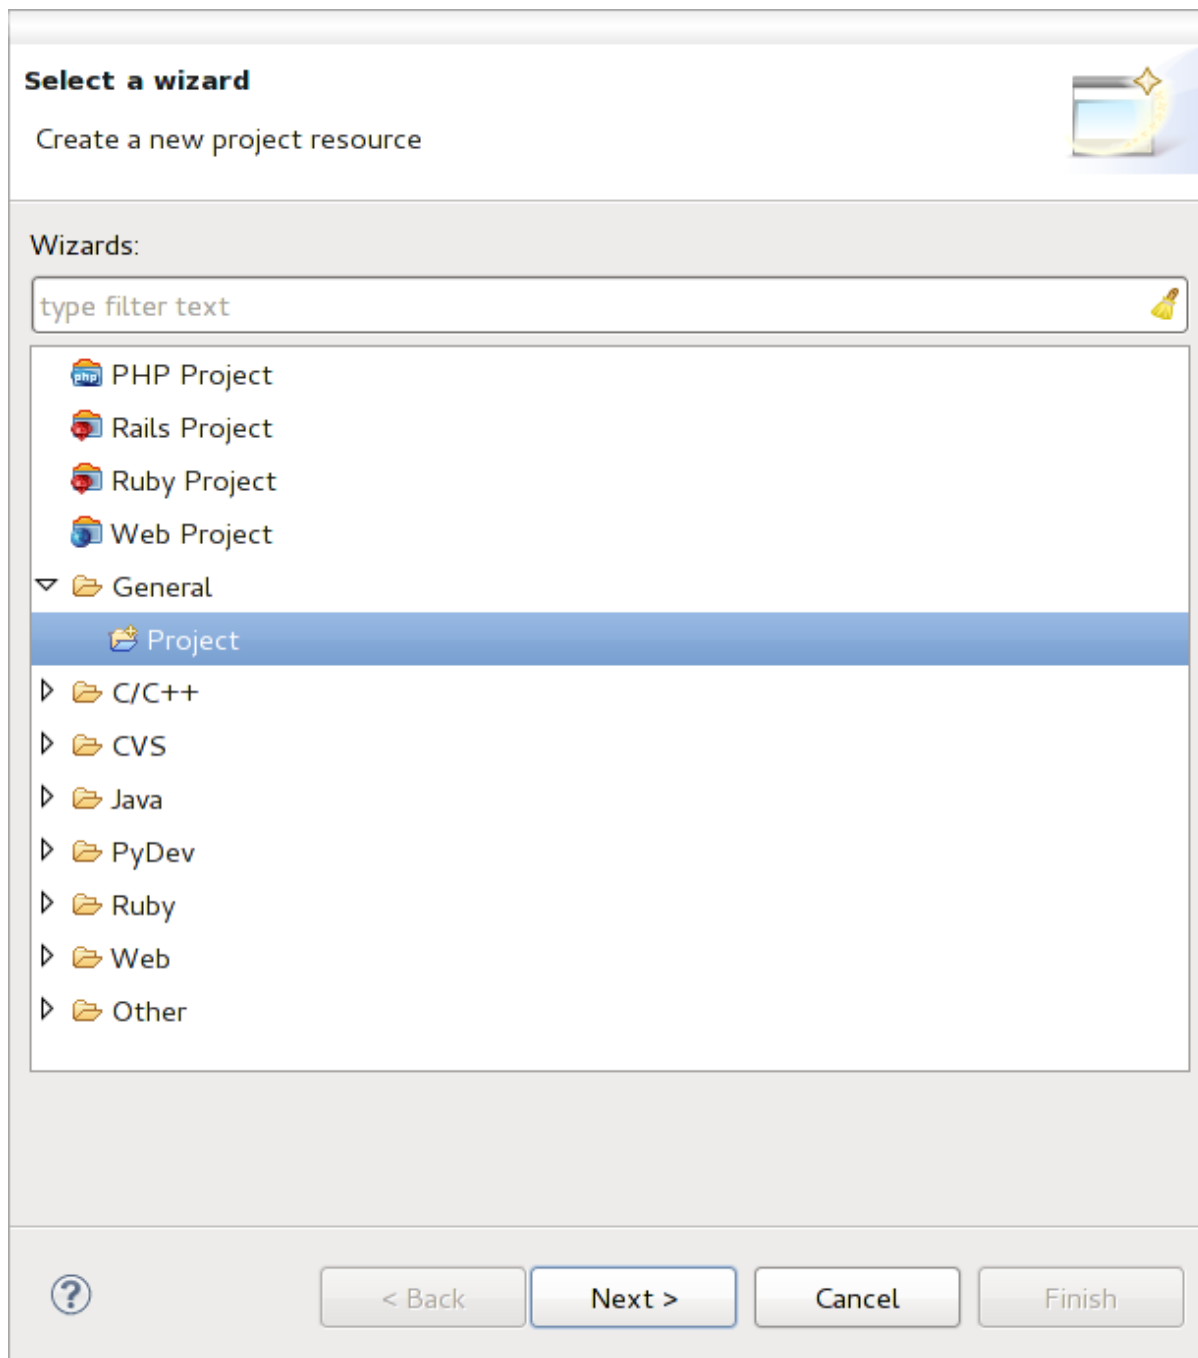 Select a wizard
Create a new project resource
Wizards:
type filter text
php PHP Project
Rails Project
Ruby Project
Web Project
General
Project
C/C++
CVS
Java
PyDev
Ruby
Web
Other
? < Back Next > Cancel Finish